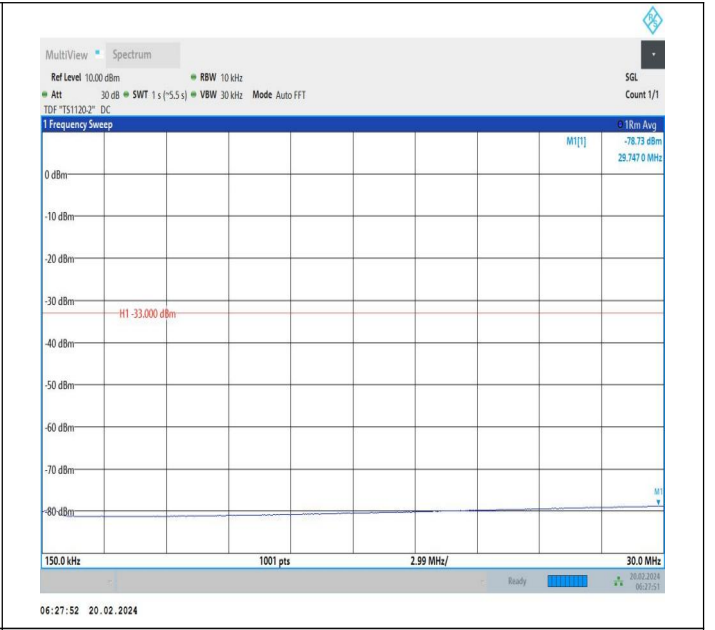 R S
MultiView Spectrum
Ref Level 10.00 dBm RBW 10 kHz SGL
Att 30 dB SWT 1 s (~5.5 s) VBW 30 kHz Mode Auto FFT Count 1/1
TDF "TS1120-2" DC
1 Frequency Sweep 1Rm Avg
M1[1] -78.73 dBm
29.747 0 MHz
0 dBm
-10 dBm
-20 dBm
-30 dBm
H1 -33.000 dBm
-40 dBm
-50 dBm
-60 dBm
-70 dBm
M1
-80 dBm
150.0 kHz 1001 pts 2.99 MHz/ 30.0 MHz
Ready 20.02.2024
06:27:51
06:27:52 20.02.2024